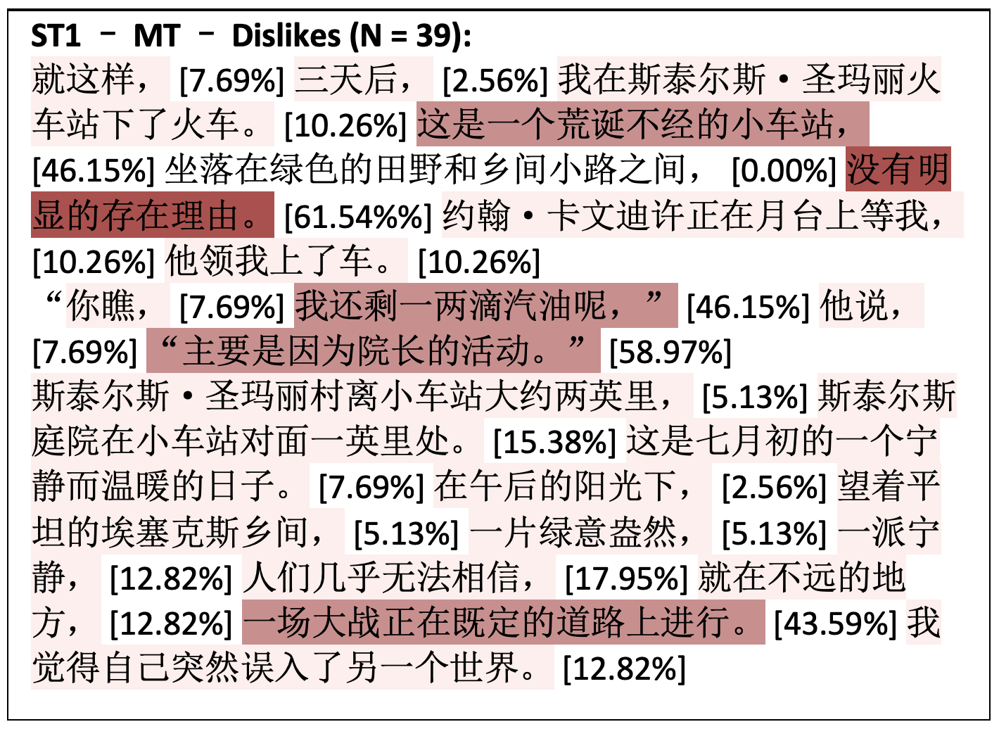 ST1 – MT – Dislikes (N = 39):
就这样， [7.69%] 三天后， [2.56%] 我在斯泰尔斯·圣玛丽火
车站下了火车。 [10.26%] 这是一个荒诞不经的小车站，
[46.15%] 坐落在绿色的田野和乡间小路之间， [0.00%] 没有明
显的存在理由。 [61.54%%] 约翰·卡文迪许正在月台上等我，
[10.26%] 他领我上了车。 [10.26%]
“你瞧， [7.69%] 我还剩一两滴汽油呢，” [46.15%] 他说，
[7.69%] “主要是因为院长的活动。” [58.97%]
斯泰尔斯·圣玛丽村离小车站大约两英里， [5.13%] 斯泰尔斯
庭院在小车站对面一英里处。 [15.38%] 这是七月初的一个宁
静而温暖的日子。 [7.69%] 在午后的阳光下， [2.56%] 望着平
坦的埃塞克斯乡间， [5.13%] 一片绿意盎然， [5.13%] 一派宁
静， [12.82%] 人们几乎无法相信， [17.95%] 就在不远的地
方， [12.82%] 一场大战正在既定的道路上进行。 [43.59%] 我
觉得自己突然误入了另一个世界。 [12.82%]